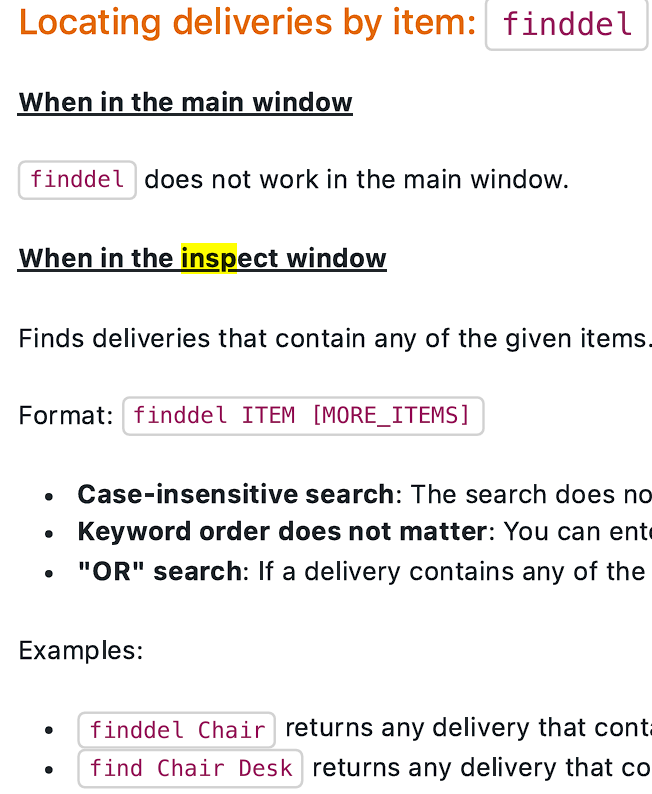 Locating deliveries by item: finddel
When in the main window
finddel does not work in the main window.
When in the inspect window
Finds deliveries that contain any of the given items.
Format: finddel ITEM [MORE_ITEMS]
• Case-insensitive search: The search does no
• Keyword order does not matter: You can ent
• "OR" search: If a delivery contains any of the
Examples:
• finddel Chair returns any delivery that cont
• find Chair Desk returns any delivery that co